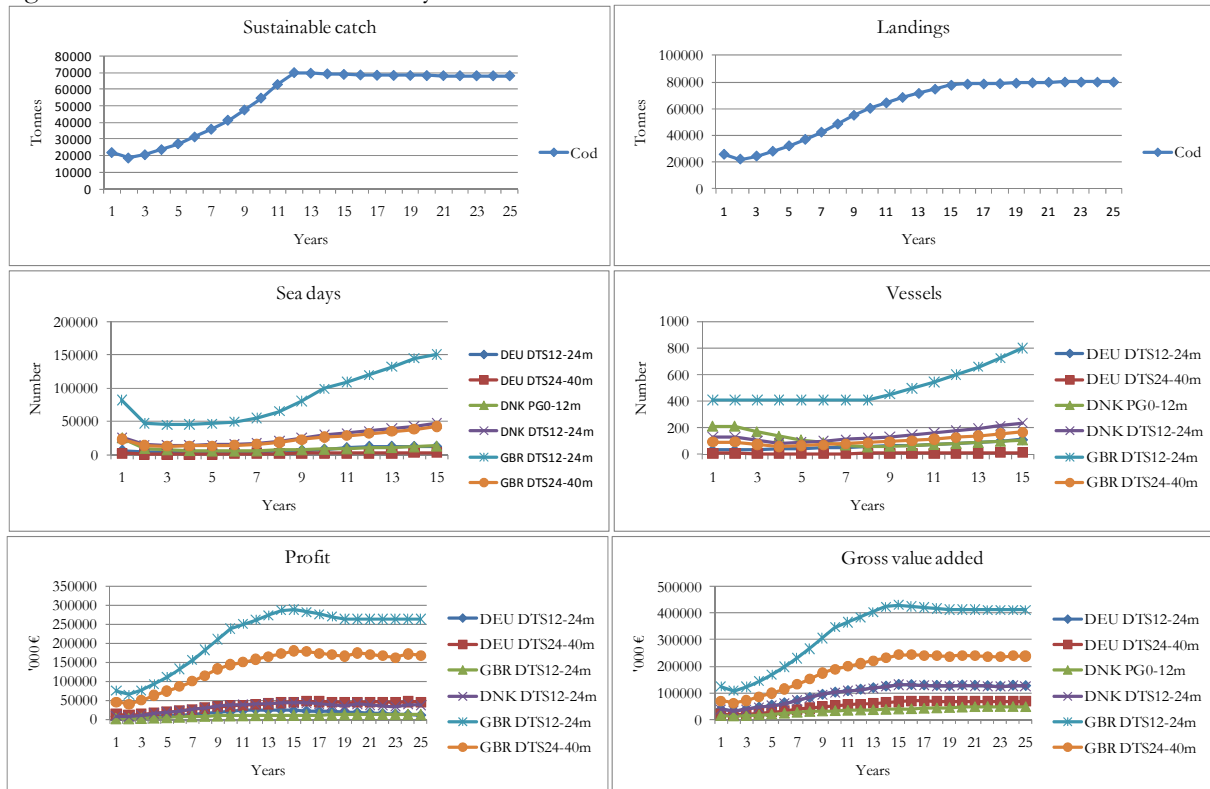 Sustainable catch
80000
70000
60000
50000
40000
30000
20000
10000
0
Tonnes
1 3 5 7 9 11 13 15 17 19 21 23 25
Years
Cod
Landings
100000
80000
60000
40000
20000
0
Tonnes
1 3 5 7 9 11 13 15 17 19 21 23 25
Years
Cod
Sea days
200000
150000
100000
50000
0
Number
1 3 5 7 9 11 13 15
Years
DEU DTS12-24m
DEU DTS24-40m
DNK PG0-12m
DNK DTS12-24m
GBR DTS12-24m
GBR DTS24-40m
Vessels
1000
800
600
400
200
0
Number
1 3 5 7 9 11 13 15
Years
DEU DTS12-24m
DEU DTS24-40m
DNK PG0-12m
DNK DTS12-24m
GBR DTS12-24m
GBR DTS24-40m
Profit
350000
300000
250000
200000
150000
100000
50000
0
'000 €
1 3 5 7 9 11 13 15 17 19 21 23 25
Years
DEU DTS12-24m
DEU DTS24-40m
GBR DTS12-24m
DNK DTS12-24m
GBR DTS12-24m
GBR DTS24-40m
Gross value added
500000
400000
300000
200000
100000
0
'000 €
1 3 5 7 9 11 13 15 17 19 21 23 25
Years
DEU DTS12-24m
DEU DTS24-40m
DNK PG0-12m
DNK DTS12-24m
GBR DTS12-24m
GBR DTS24-40m